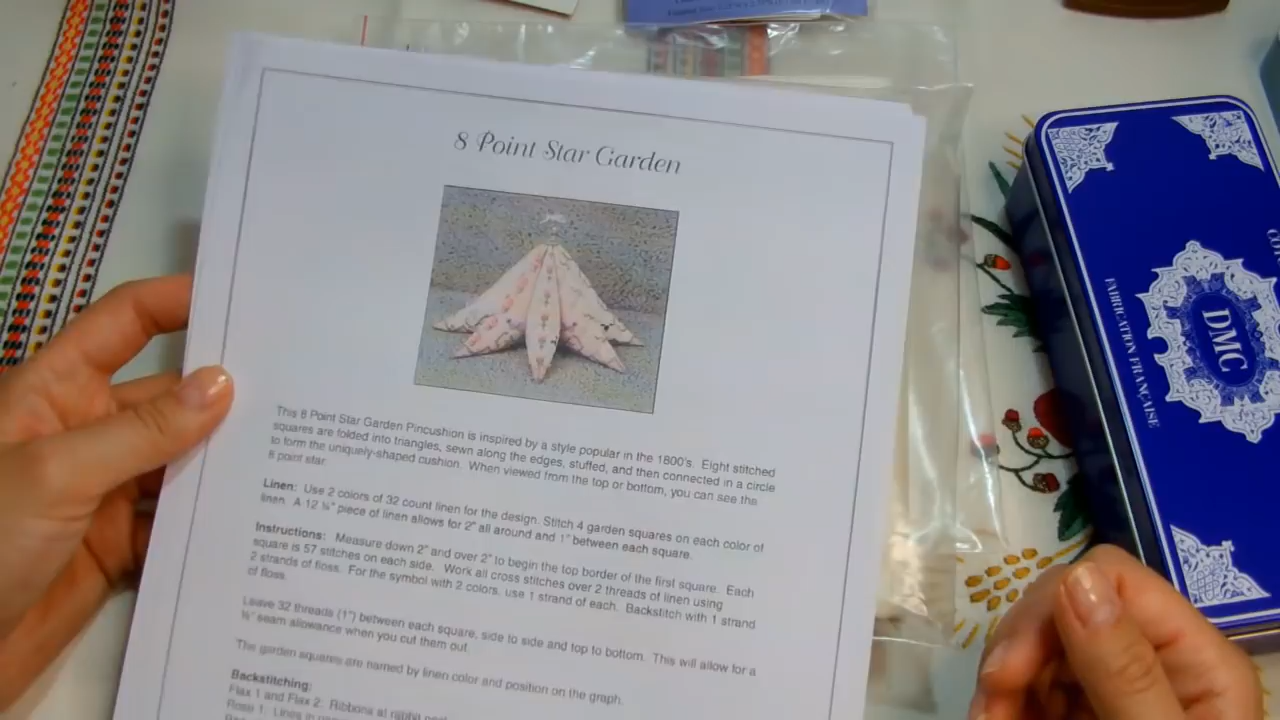 8 Point Star Garden
This 8 Point Star Garden Pincushion is inspired by a style popular in the 1800's. Eight stitched
squares are folded into triangles, sewn along the edges, stuffed, and then connected in a circle
to form the uniquely-shaped cushion. When viewed from the top or bottom, you can see the
8 point star.
Linen: Use 2 colors of 32 count linen for the design. Stitch 4 garden squares on each color of
linen. A 12 ¾" piece of linen allows for 2" all around and 1" between each square.
Instructions: Measure down 2" and over 2" to begin the top border of the first square. Each
square is 57 stitches on each side. Work all cross stitches over 2 threads of linen using
2 strands of floss. For the symbol with 2 colors, use 1 strand of each. Backstitch with 1 strand
of floss.
Leave 32 threads (1") between each square, side to side and top to bottom. This will allow for a
½" seam allowance when you cut them out.
The garden squares are named by linen color and position on the graph.
Backstitching:
Flax 1 and Flax 2: Ribbons at
Rose 1: Lines in
DMC
FABRICATION FRANÇAISE